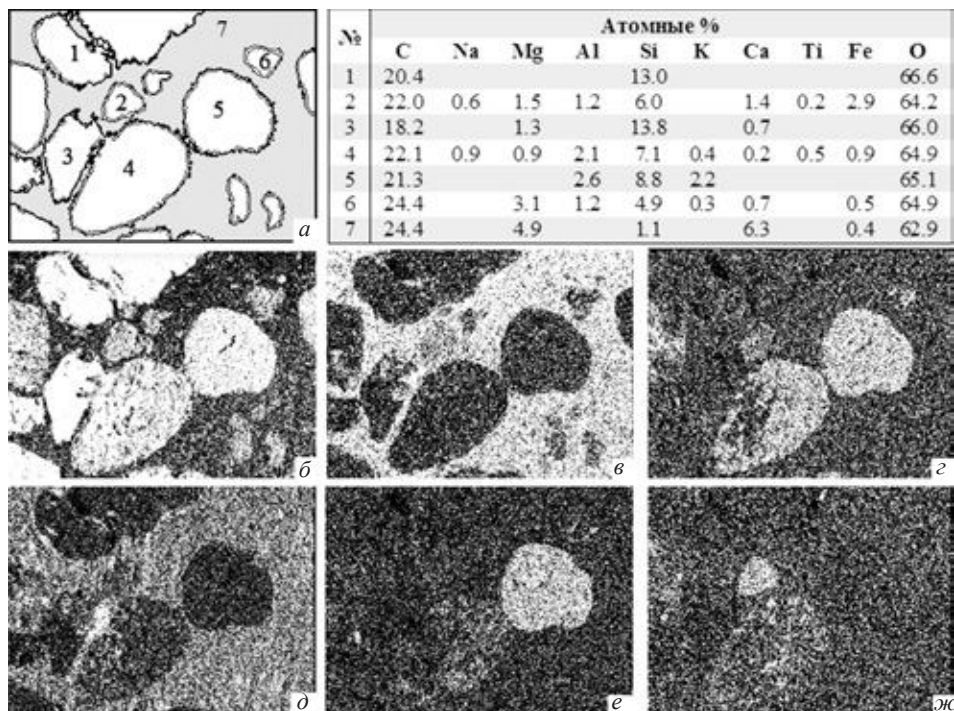 1
7
6
2
5
3
4
а
№ Атомные %
C Na Mg Al Si K Ca Ti Fe O
1 20.4 13.0 66.6
2 22.0 0.6 1.5 1.2 6.0 1.4 0.2 2.9 64.2
3 18.2 1.3 13.8 0.7 66.0
4 22.1 0.9 0.9 2.1 7.1 0.4 0.2 0.5 0.9 64.9
5 21.3 2.6 8.8 2.2 65.1
6 24.4 3.1 1.2 4.9 0.3 0.7 0.5 64.9
7 24.4 4.9 1.1 6.3 0.4 62.9
б
в
г
д
е
ж